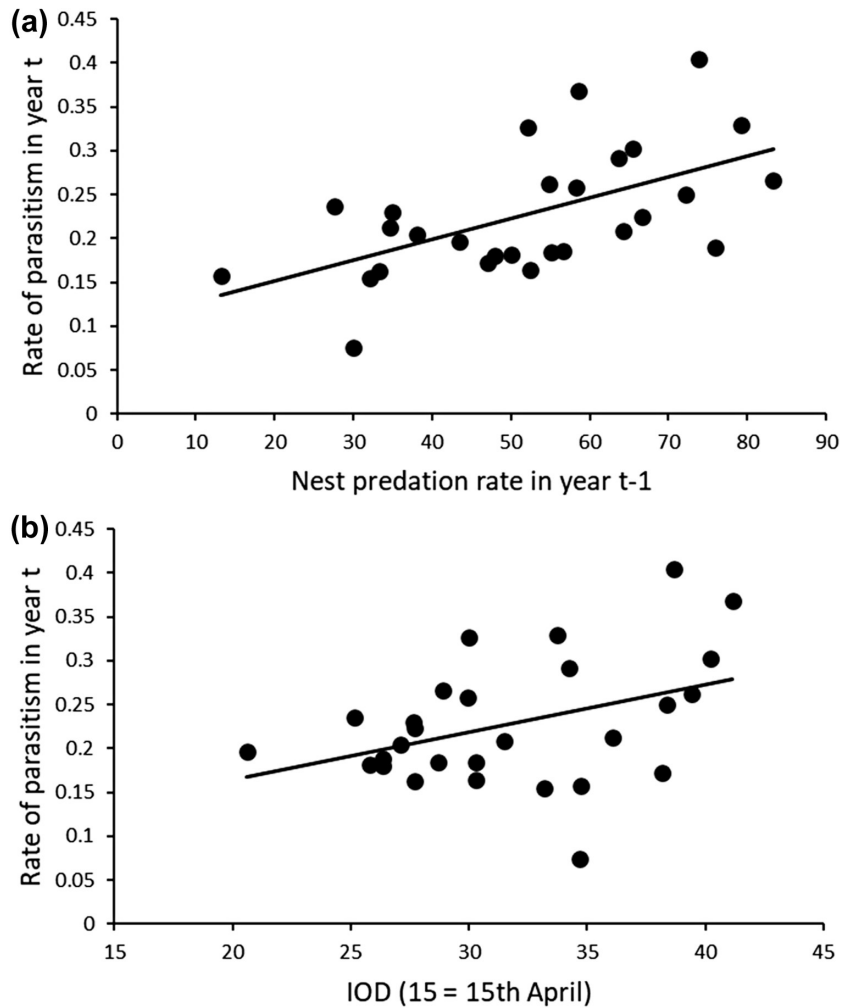 (a)
Rate of parasitism in year t
0.45
0.4
0.35
0.3
0.25
0.2
0.15
0.1
0.05
0
0 10 20 30 40 50 60 70 80 90
Nest predation rate in year t-1
(b)
Rate of parasitism in year t
0.45
0.4
0.35
0.3
0.25
0.2
0.15
0.1
0.05
0
15 20 25 30 35 40 45
IOD (15 = 15th April)